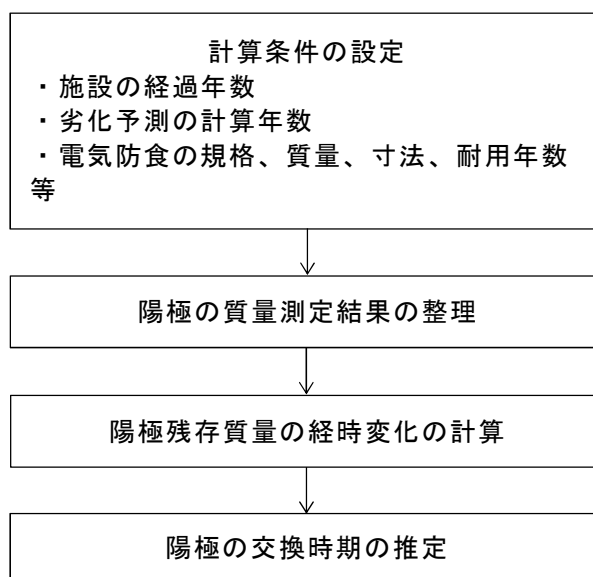 計算条件の設定
・施設の経過年数
・劣化予測の計算年数
・電気防食の規格、質量、寸法、耐用年数
等
陽極の質量測定結果の整理
陽極残存質量の経時変化の計算
陽極の交換時期の推定